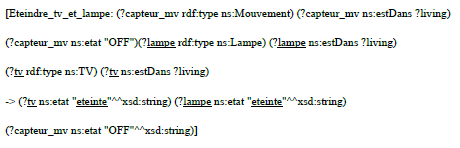 [Eteindre_tv_et_lampe: (?capteur_mv rdf:type ns:Mouvement) (?capteur_mv ns:estDans ?living)
(?capteur_mv ns:etat "OFF")(?lampe rdf:type ns:Lampe) (?lampe ns:estDans ?living)
(?tv rdf:type ns:TV) (?tv ns:estDans ?living)
-> (?tv ns:etat "eteinte"^^xsd:string) (?lampe ns:etat "eteinte"^^xsd:string)
(?capteur_mv ns:etat "OFF"^^xsd:string)]